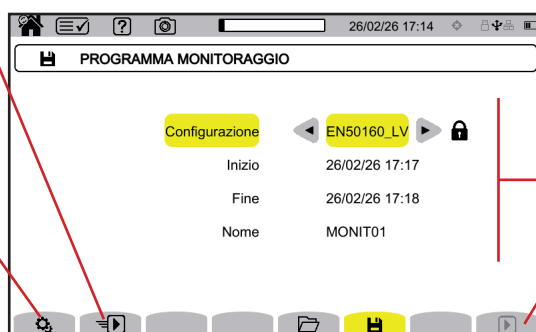 26/02/26 17:14
PROGRAMMA MONITORAGGIO
Configurazione EN50160_LV
Inizio 26/02/26 17:17
Fine 26/02/26 17:18
Nome MONIT01